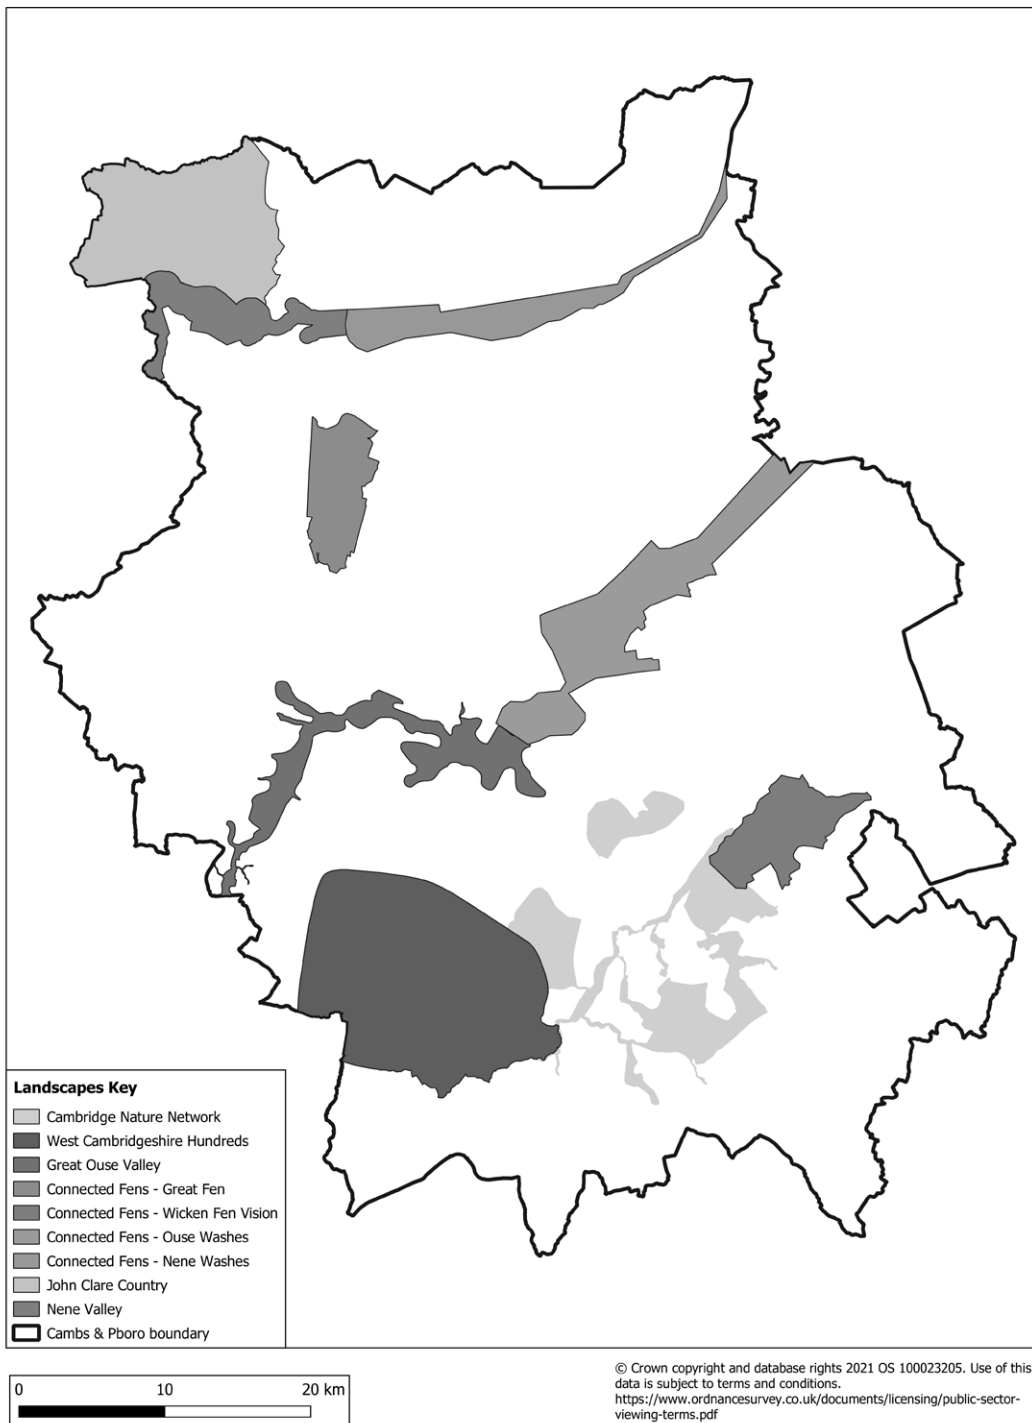 Landscapes Key
Cambridge Nature Network
West Cambridgeshire Hundreds
Great Ouse Valley
Connected Fens - Great Fen
Connected Fens - Wicken Fen Vision
Connected Fens - Ouse Washes
Connected Fens - Nene Washes
John Clare Country
Nene Valley
Cambs & Pboro boundary
0 10 20 km
© Crown copyright and database rights 2021 OS 100023205. Use of this
data is subject to terms and conditions.
https://www.ordnancesurvey.co.uk/documents/licensing/public-sector-
viewing-terms.pdf